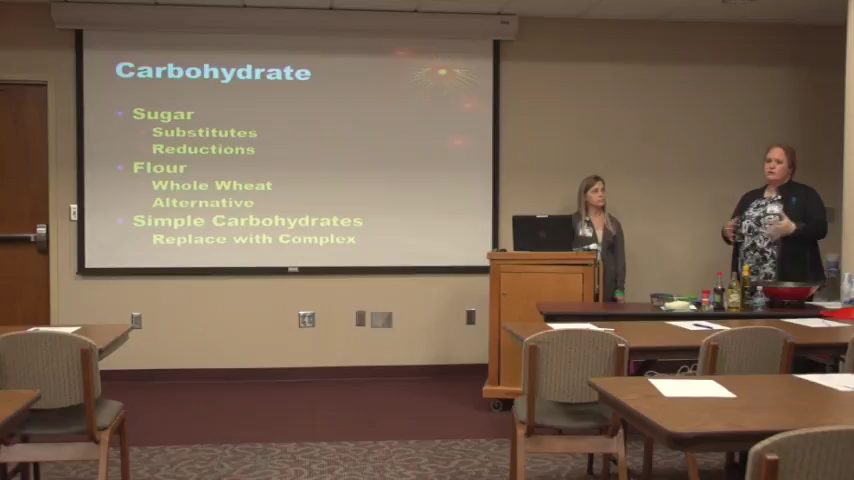 Carbohydrate
Sugar
Substitutes
Reductions
Flour
Whole Wheat
Alternative
Simple Carbohydrates
Replace with Complex